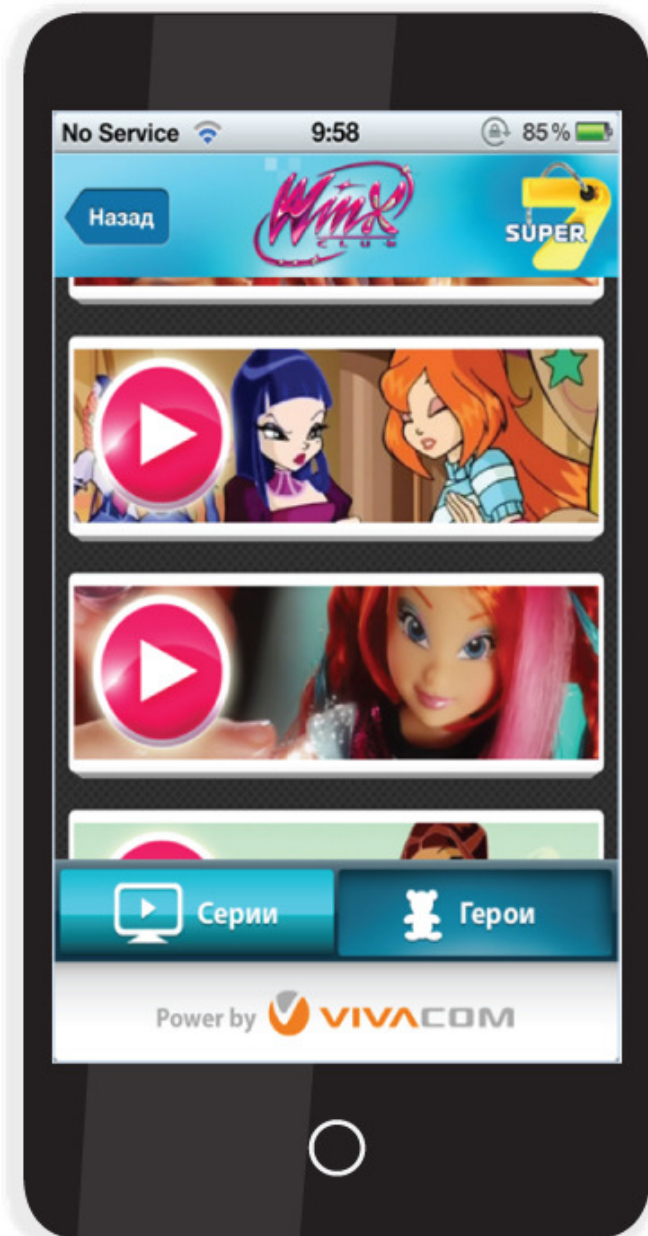 No Service 9:58 85%
Назад
Winx
CLUB
SUPER 7
Серии
Герои
Power by VIVACOM